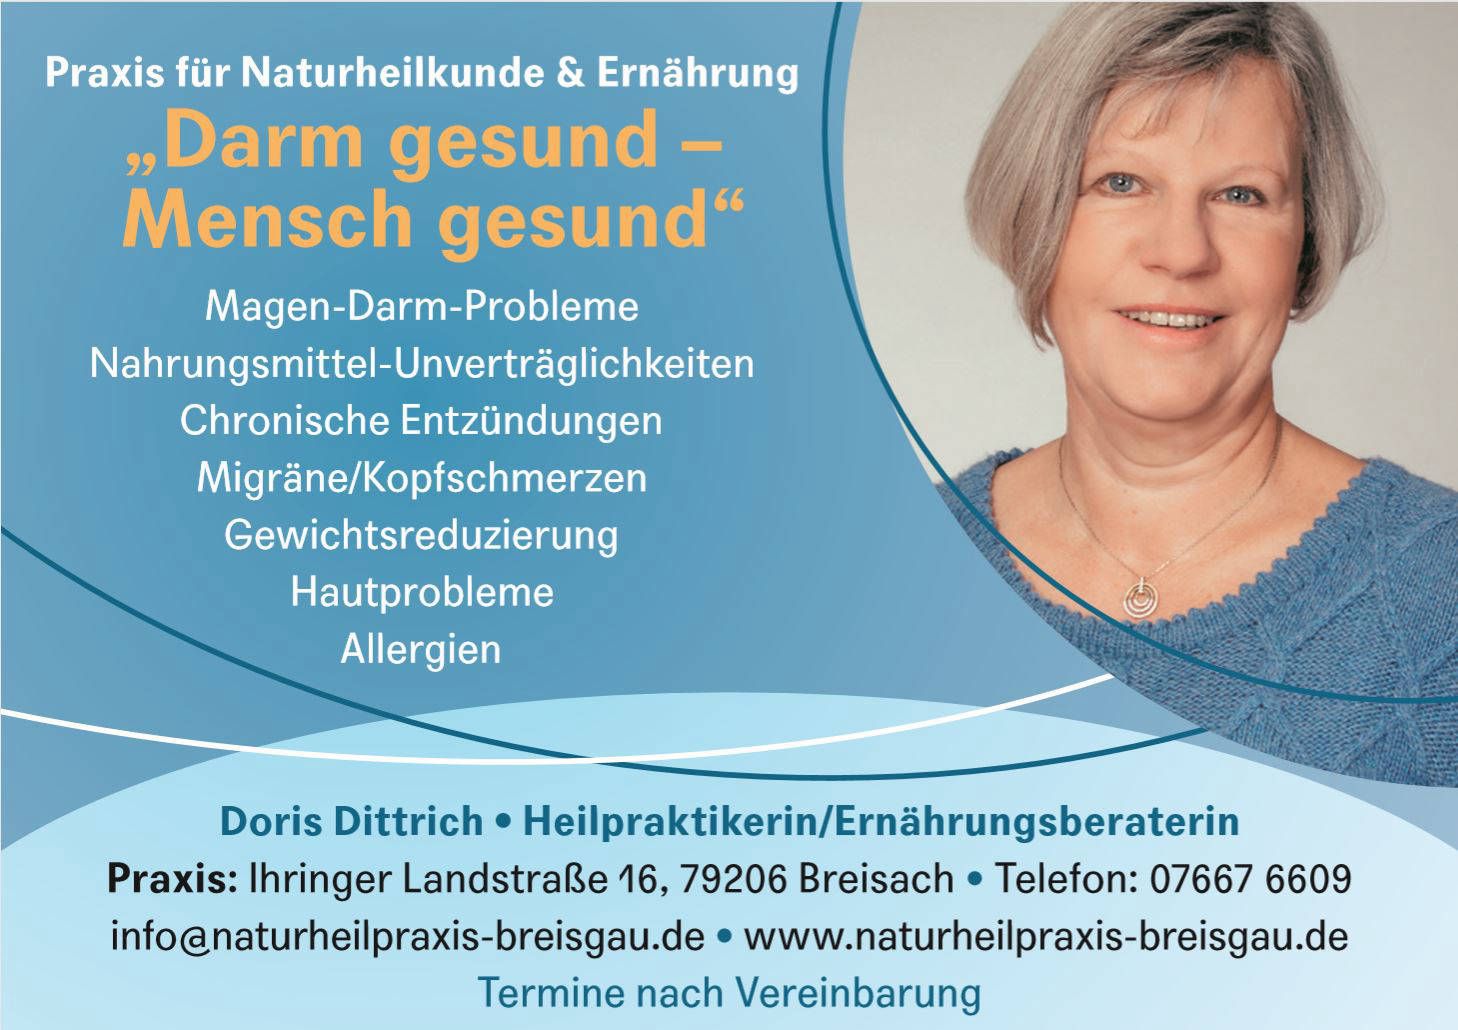 Praxis für Naturheilkunde & Ernährung
„Darm gesund –
Mensch gesund“
Magen-Darm-Probleme
Nahrungsmittel-Unverträglichkeiten
Chronische Entzündungen
Migräne/Kopfschmerzen
Gewichtsreduzierung
Hautprobleme
Allergien
Doris Dittrich • Heilpraktikerin/Ernährungsberaterin
Praxis: Ihringer Landstraße 16, 79206 Breisach • Telefon: 07667 6609
info@naturheilpraxis-breisgau.de • www.naturheilpraxis-breisgau.de
Termine nach Vereinbarung